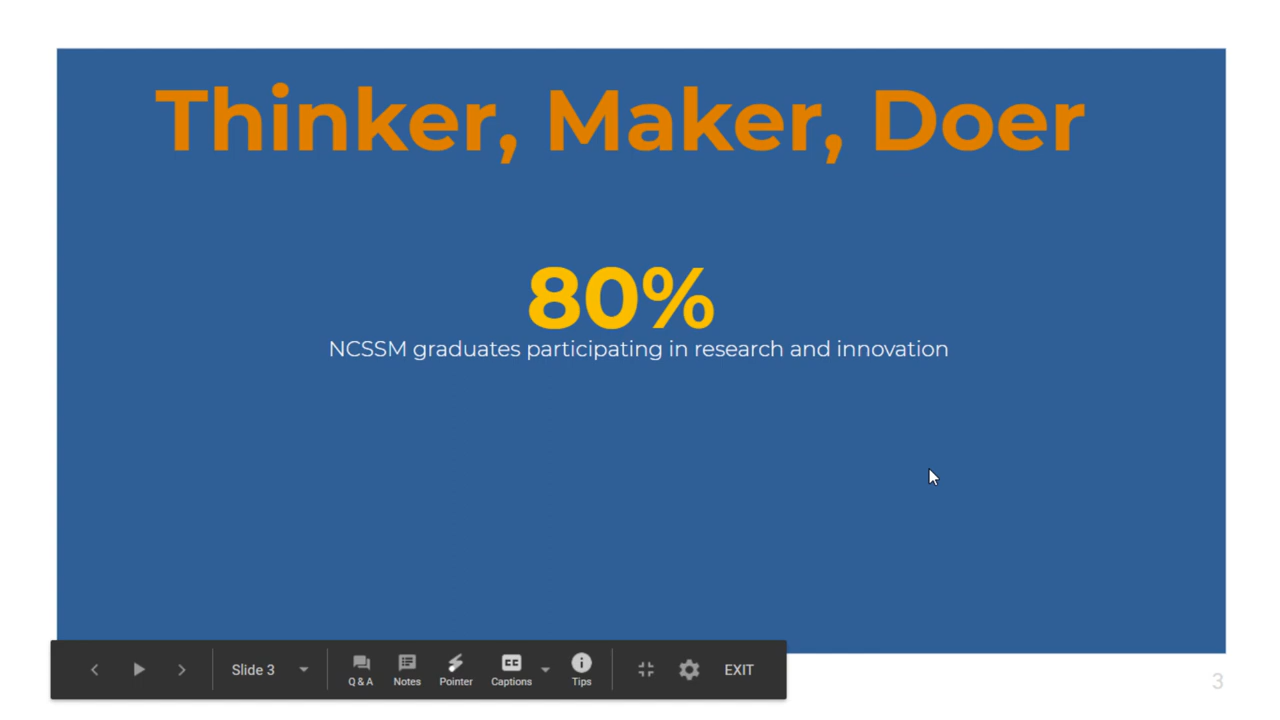 Thinker, Maker, Doer
80%
NCSSM graduates participating in research and innovation
Slide 3
Q & A
Notes
Pointer
CC
Captions
Tips
EXIT
3